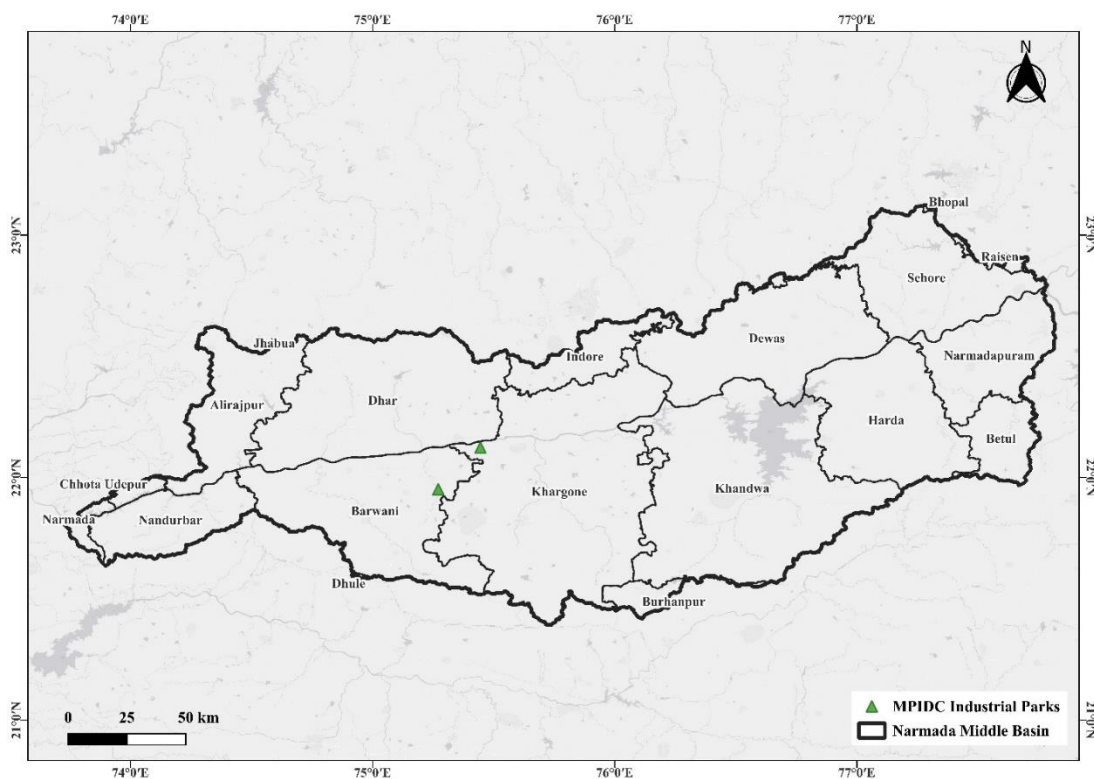 74°0'E 75°0'E 76°0'E 77°0'E
N
23°0'N 23°0'N
Bhopal
Raisen
Sehore
Jhabua
Indore
Dewas
Narmadapuram
Alirajpur
Dhar
Harda
Betul
22°0'N 22°0'N
Chhota Udepur
Khargone
Khandwa
Narmada
Nandurbar
Barwani
Dhule
Burhanpur
MPIDC Industrial Parks
0 25 50 km
Narmada Middle Basin
21°0'N 21°0'N
74°0'E 75°0'E 76°0'E 77°0'E